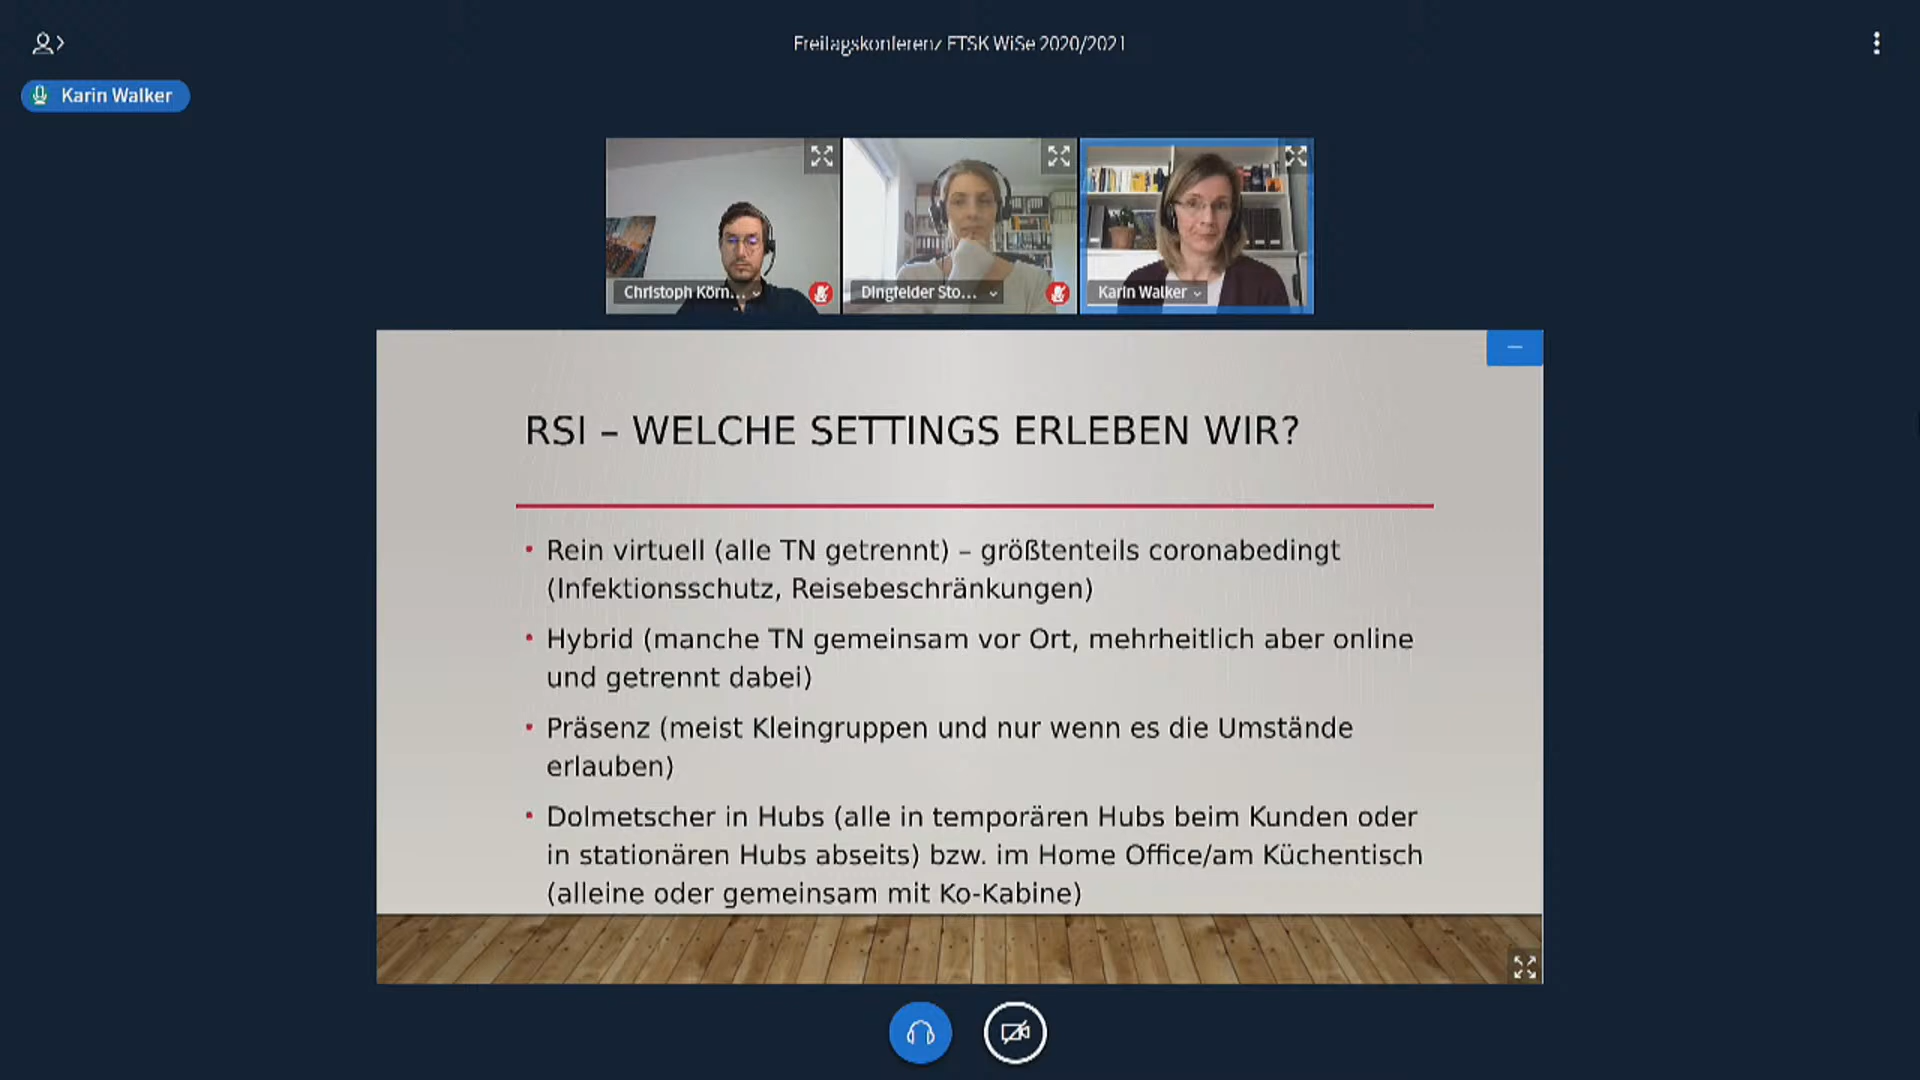 Freitagskonferenz FTSK WiSe 2020/2021
Karin Walker
Christoph Körn...
Dingfelder Sto...
Karin Walker
RSI – WELCHE SETTINGS ERLEBEN WIR?
• Rein virtuell (alle TN getrennt) – größtenteils coronabedingt
(Infektionsschutz, Reisebeschränkungen)
• Hybrid (manche TN gemeinsam vor Ort, mehrheitlich aber online
und getrennt dabei)
• Präsenz (meist Kleingruppen und nur wenn es die Umstände
erlauben)
• Dolmetscher in Hubs (alle in temporären Hubs beim Kunden oder
in stationären Hubs abseits) bzw. im Home Office/am Küchentisch
(alleine oder gemeinsam mit Ko-Kabine)